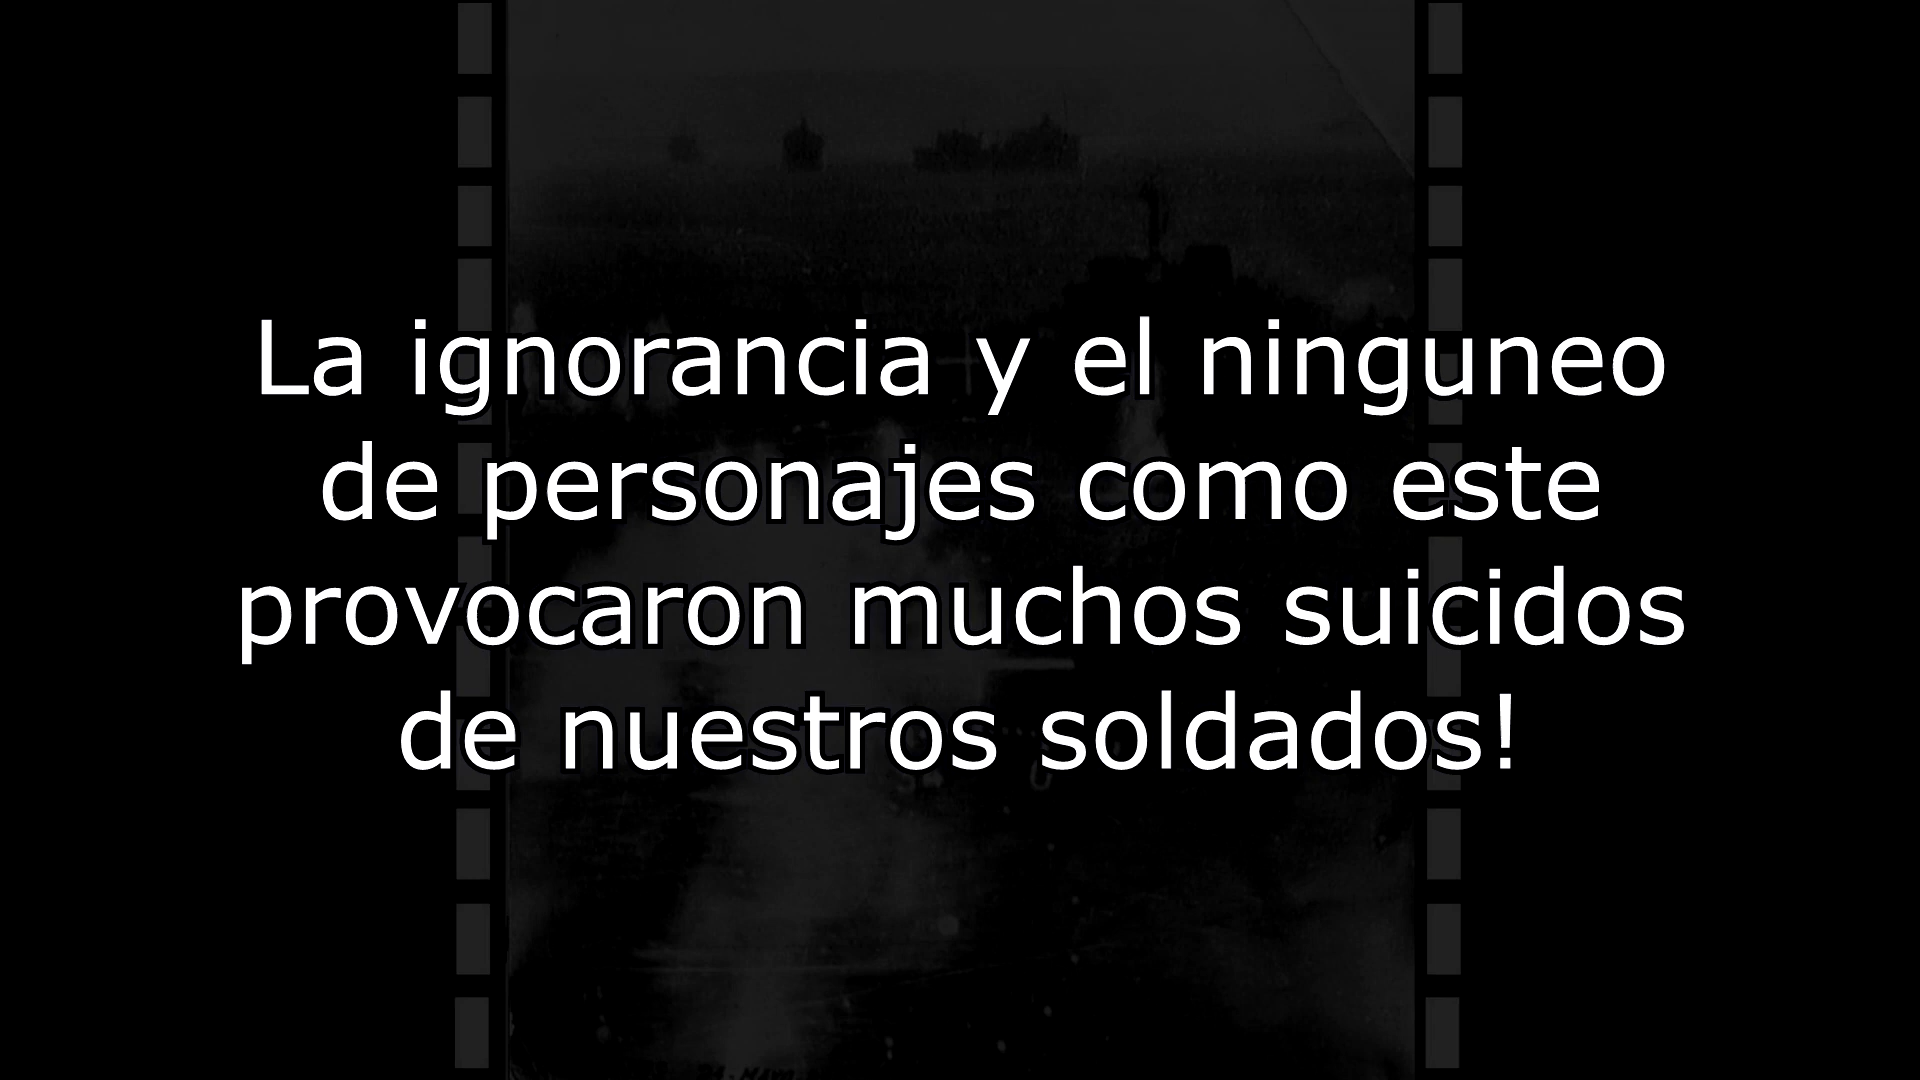 La ignorancia y el ninguneo
de personajes como este
provocaron muchos suicidos
de nuestros soldados!